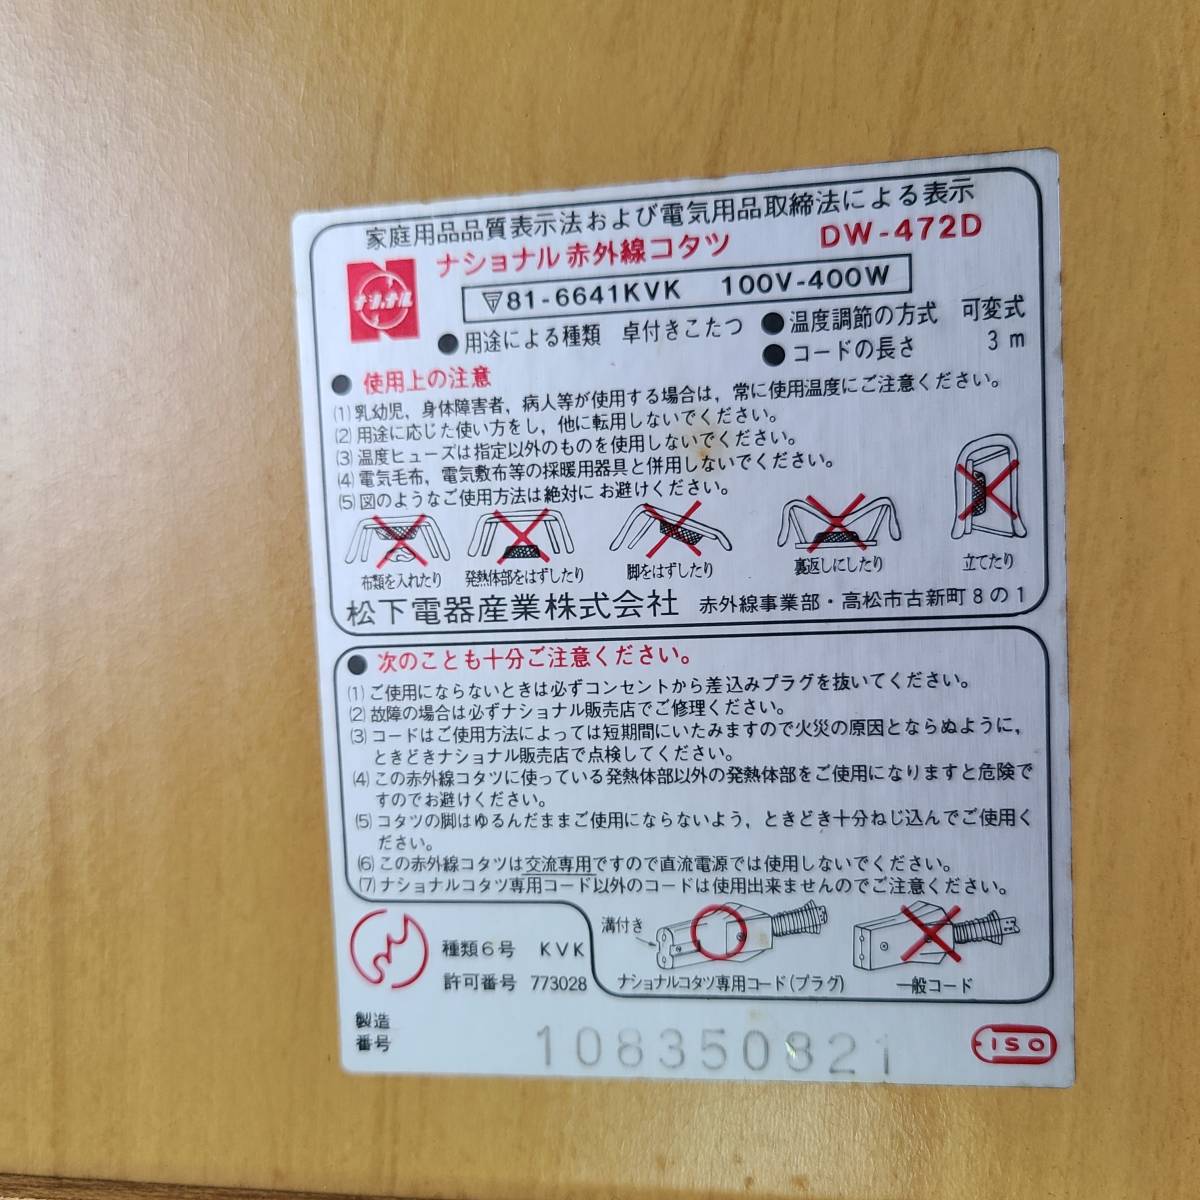 家庭用品品質表示法および電気用品取締法による表示
ナショナル
ナショナル赤外線コタツ DW-472D
81-6641KVK 100V-400W
●用途による種類 卓付きこたつ ●温度調節の方式 可変式
●コードの長さ 3m
●使用上の注意
(1)乳幼児，身体障害者，病人等が使用する場合は，常に使用温度にご注意ください。
(2)用途に応じた使い方をし，他に転用しないでください。
(3)温度ヒューズは指定以外のものを使用しないでください。
(4)電気毛布，電気敷布等の採暖用器具と併用しないでください。
(5)図のようなご使用方法は絶対にお避けください。
布類を入れたり 発熱体部をはずしたり 脚をはずしたり 裏返しにしたり 立てたり
松下電器産業株式会社 赤外線事業部・高松市古新町8の1
●次のことも十分ご注意ください。
(1)ご使用にならないときは必ずコンセントから差込みプラグを抜いてください。
(2)故障の場合は必ずナショナル販売店でご修理ください。
(3)コードはご使用方法によっては短期間にいたみますので火災の原因とならぬように，
ときどきナショナル販売店で点検してください。
(4)この赤外線コタツに使っている発熱体部以外の発熱体部をご使用になりますと危険で
すのでお避けください。
(5)コタツの脚はゆるんだままご使用にならないよう，ときどき十分ねじ込んでご使用く
ださい。
(6)この赤外線コタツは交流専用ですので直流電源では使用しないでください。
(7)ナショナルコタツ専用コード以外のコードは使用出来ませんのでご注意ください。
溝付き
ナショナルコタツ専用コード(プラグ) 一般コード
種類6号 KVK
許可番号 773028
製造
番号
108350821
ISO